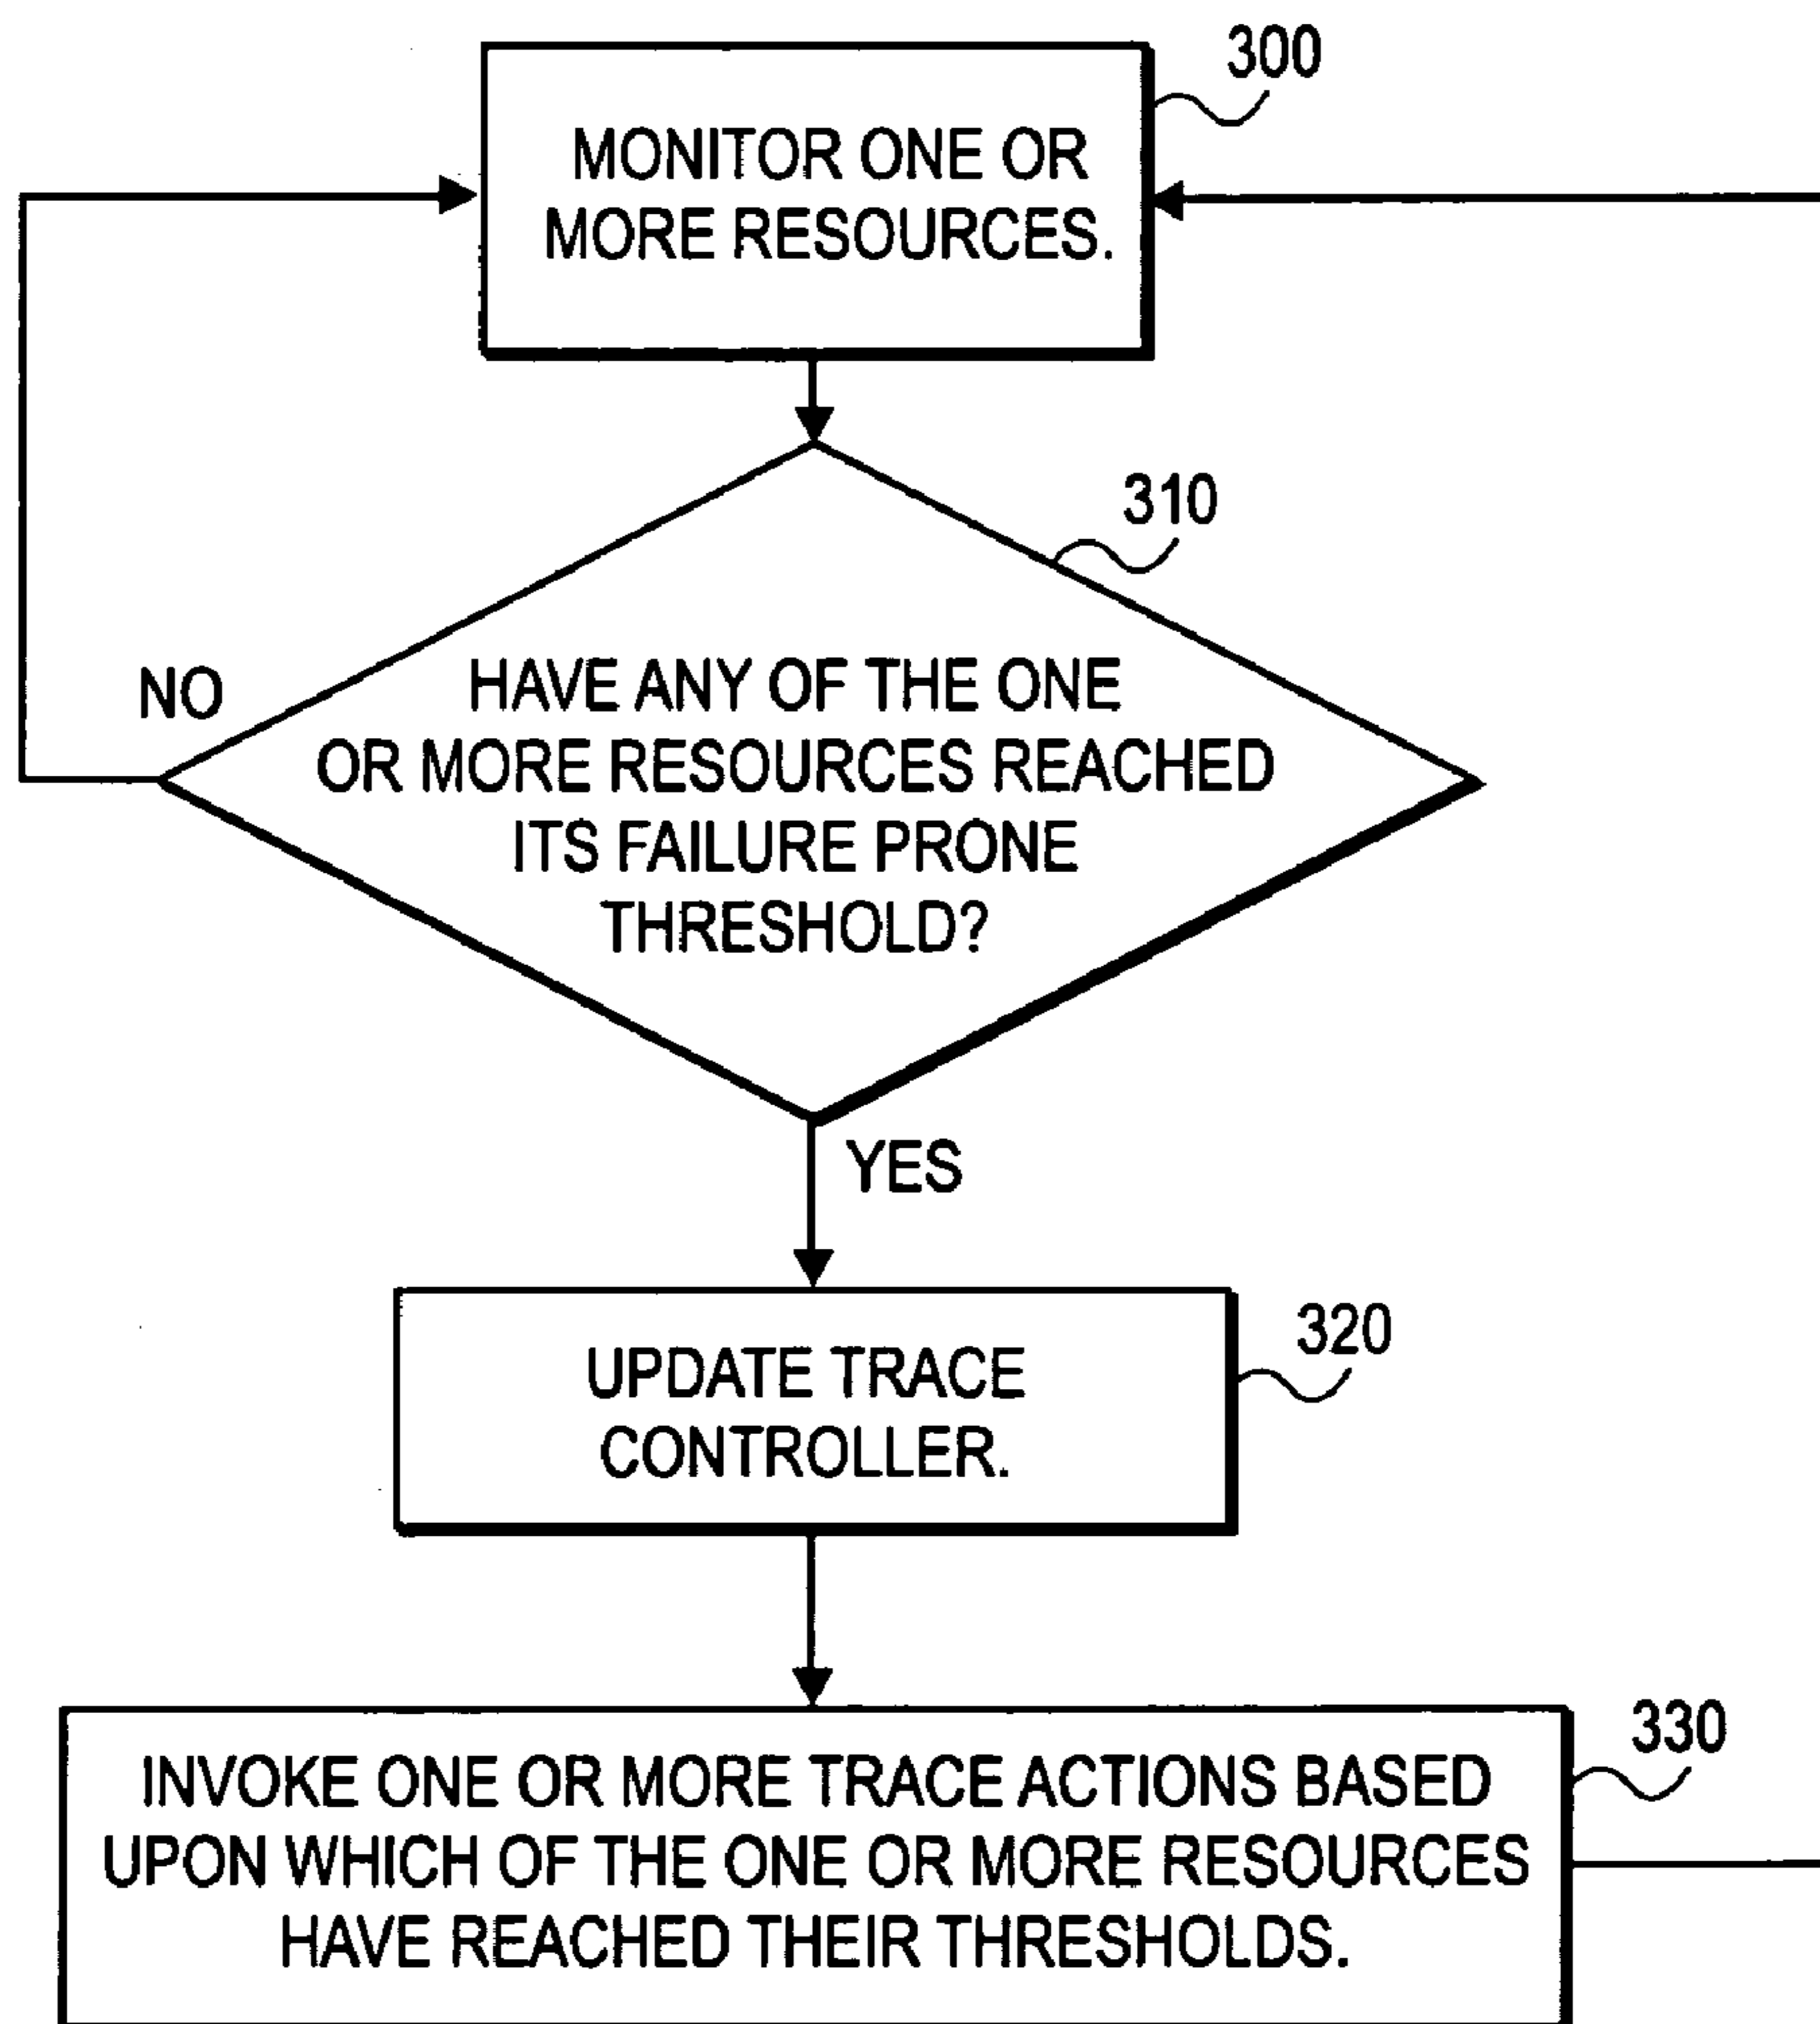 300
MONITOR ONE OR
MORE RESOURCES.
310
NO
HAVE ANY OF THE ONE
OR MORE RESOURCES REACHED
ITS FAILURE PRONE
THRESHOLD?
YES
320
UPDATE TRACE
CONTROLLER.
330
INVOKE ONE OR MORE TRACE ACTIONS BASED
UPON WHICH OF THE ONE OR MORE RESOURCES
HAVE REACHED THEIR THRESHOLDS.